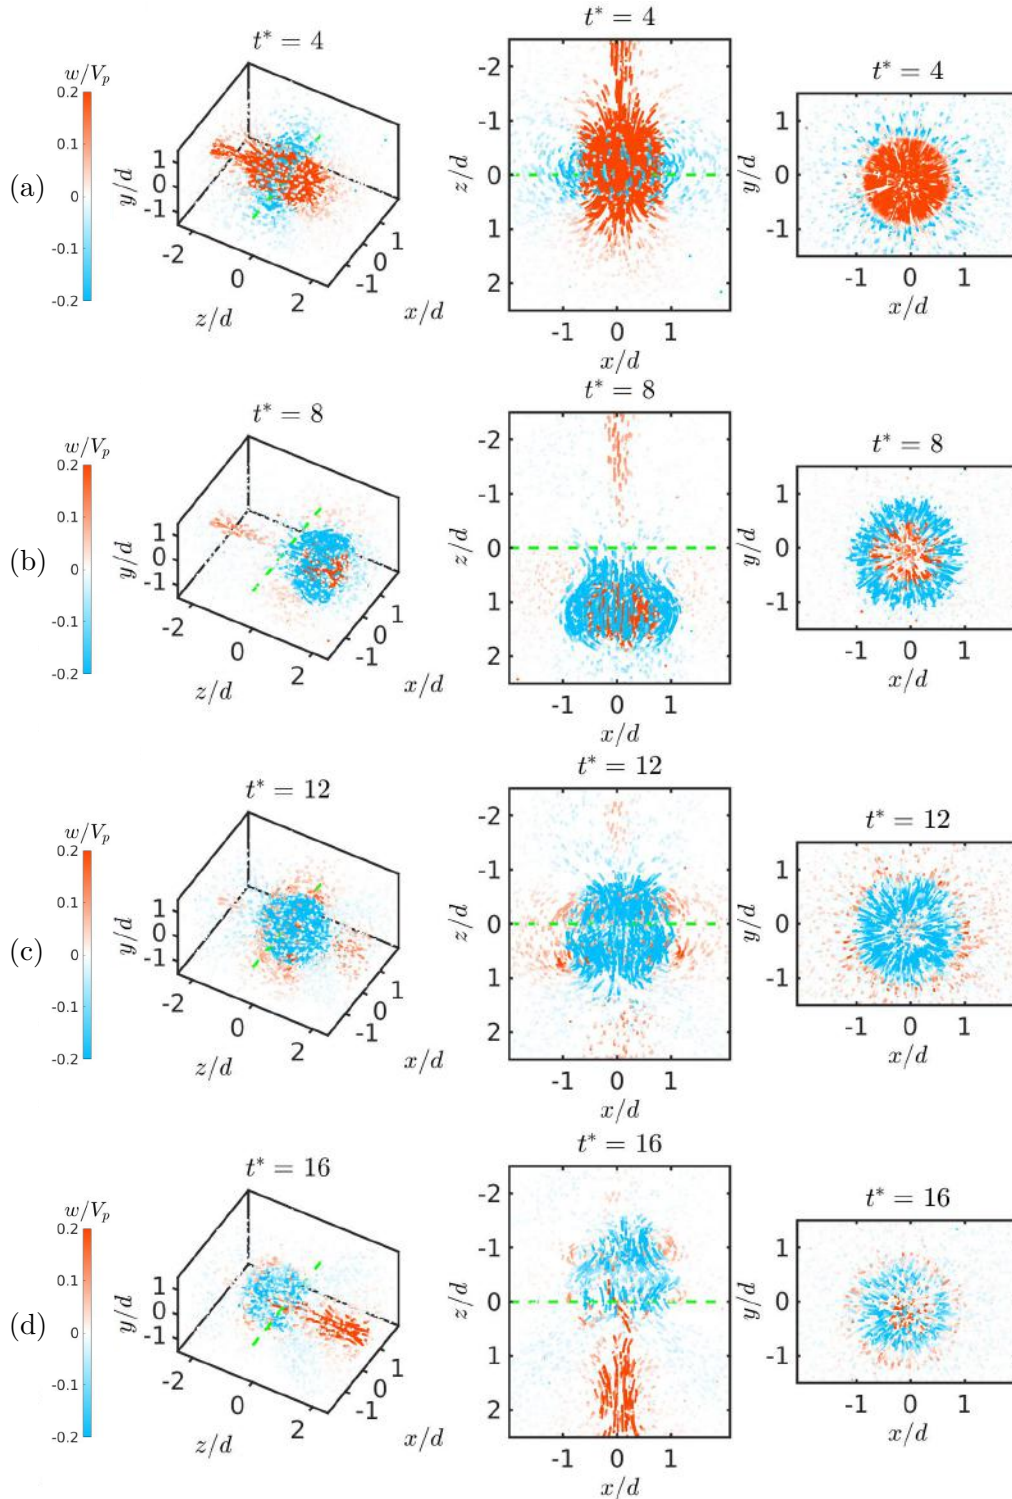 t* = 4
t* = 4
t* = 4
w/Vp
0.2
0.1
0
-0.1
-0.2
(a)
y/d
1
0
-1
-2
0
2
z/d
-1
0
1
x/d
z/d
-2
-1
0
1
2
-1 0 1
x/d
y/d
1
0
-1
-1 0 1
x/d
t* = 8
t* = 8
t* = 8
w/Vp
0.2
0.1
0
-0.1
-0.2
(b)
y/d
1
0
-1
-2
0
2
z/d
-1
0
1
x/d
z/d
-2
-1
0
1
2
-1 0 1
x/d
y/d
1
0
-1
-1 0 1
x/d
t* = 12
t* = 12
t* = 12
w/Vp
0.2
0.1
0
-0.1
-0.2
(c)
y/d
1
0
-1
-2
0
2
z/d
-1
0
1
x/d
z/d
-2
-1
0
1
2
-1 0 1
x/d
y/d
1
0
-1
-1 0 1
x/d
t* = 16
t* = 16
t* = 16
w/Vp
0.2
0.1
0
-0.1
-0.2
(d)
y/d
1
0
-1
-2
0
2
z/d
-1
0
1
x/d
z/d
-2
-1
0
1
2
-1 0 1
x/d
y/d
1
0
-1
-1 0 1
x/d